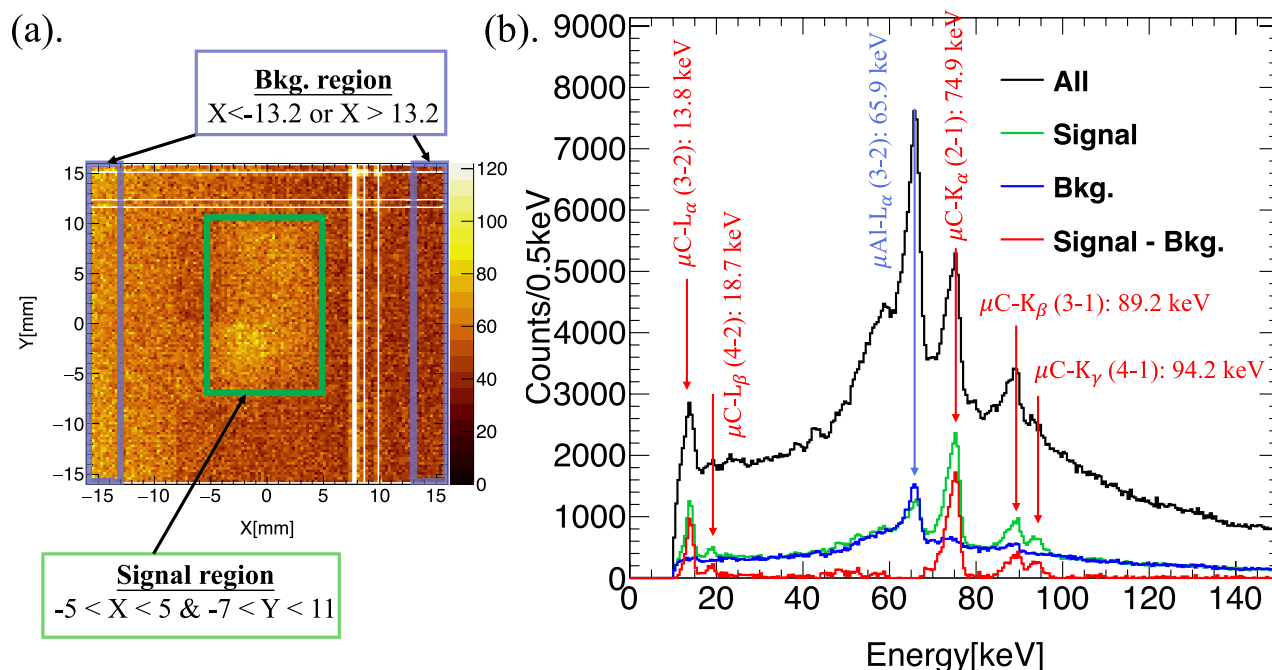 (a).
Bkg. region
X<-13.2 or X > 13.2
15
10
5
0
−5
−10
−15
Y[mm]
−15
−10
−5
0
5
10
15
X[mm]
120
100
80
60
40
20
0
Signal region
-5 < X < 5 & -7 < Y < 11
(b).
9000
8000
7000
6000
5000
4000
3000
2000
1000
0
Counts/0.5keV
μC-Lα (3-2): 13.8 keV
μC-Lβ (4-2): 18.7 keV
μAl-Lα (3-2): 65.9 keV
μC-Kα (2-1): 74.9 keV
All
Signal
Bkg.
Signal - Bkg.
μC-Kβ (3-1): 89.2 keV
μC-Kγ (4-1): 94.2 keV
0
20
40
60
80
100
120
140
Energy[keV]